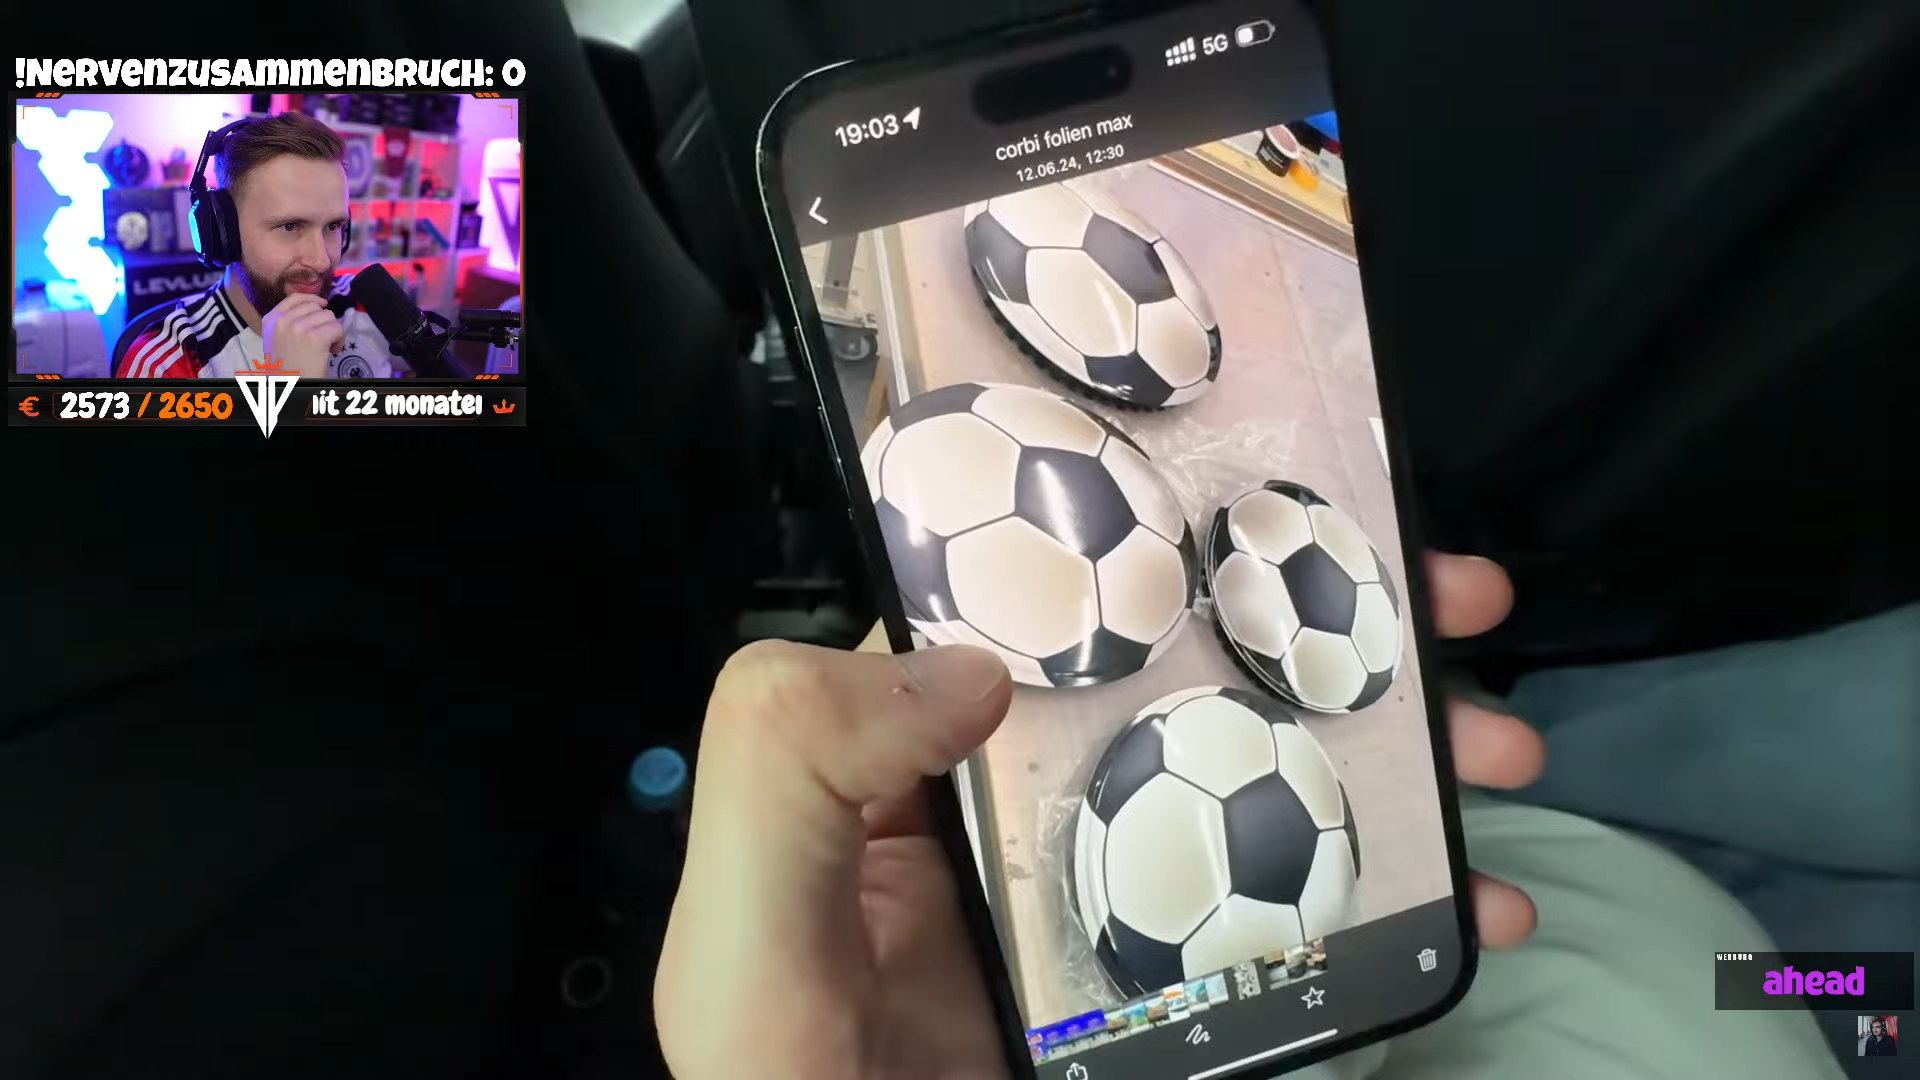 !NERVENZUSAMMENBRUCH: 0
LEVLUP
€ 2573 / 2650
it 22 monate
19:03
5G
corbi folien max
12.06.24, 12:30
WERBUNG
ahead